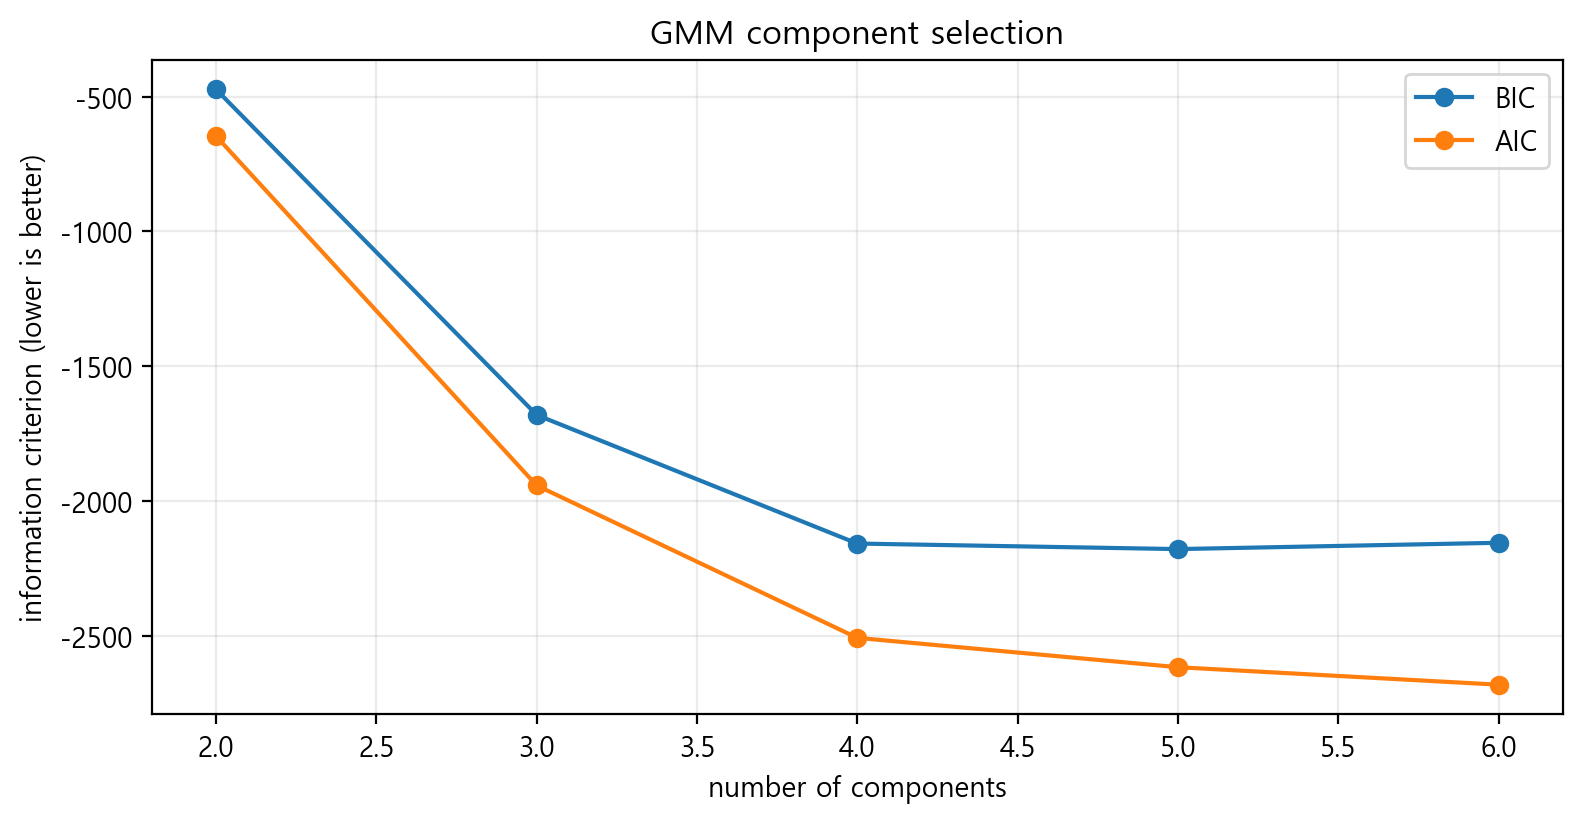 GMM component selection
-500
-1000
-1500
-2000
-2500
information criterion (lower is better)
BIC
AIC
2.0 2.5 3.0 3.5 4.0 4.5 5.0 5.5 6.0
number of components